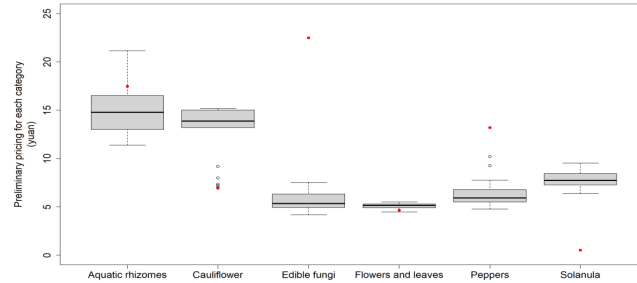 Preliminary pricing for each category
(yuan)
25
20
15
10
5
0
Aquatic rhizomes Cauliflower Edible fungi Flowers and leaves Peppers Solanula